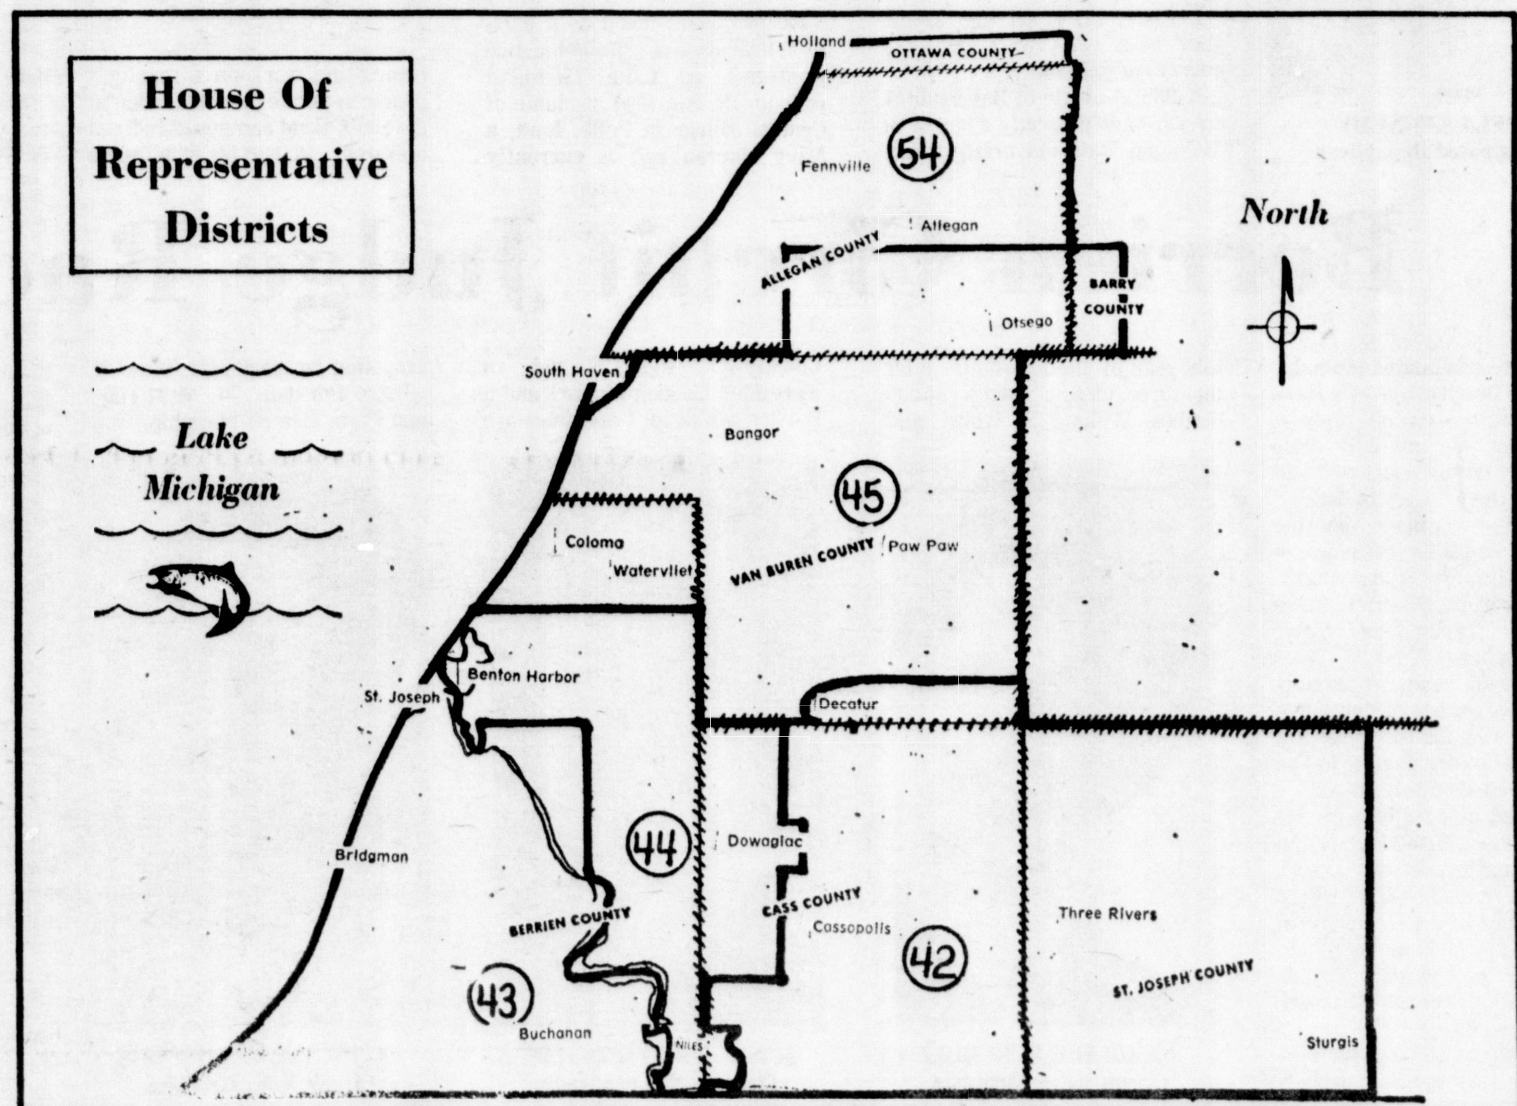 House Of
Representative
Districts
Holland
OTTAWA COUNTY
54
Fennville
Allegan
North
ALLEGAN COUNTY
BARRY
COUNTY
Otsego
South Haven
Lake
Michigan
Bangor
45
Coloma
Watervliet
VAN BUREN COUNTY
Paw Paw
Benton Harbor
St. Joseph
Decatur
44
Dowagiac
Bridgman
BERRIEN COUNTY
CASS COUNTY
Cassopolis
Three Rivers
42
ST. JOSEPH COUNTY
43
Buchanan
NILES
Sturgis